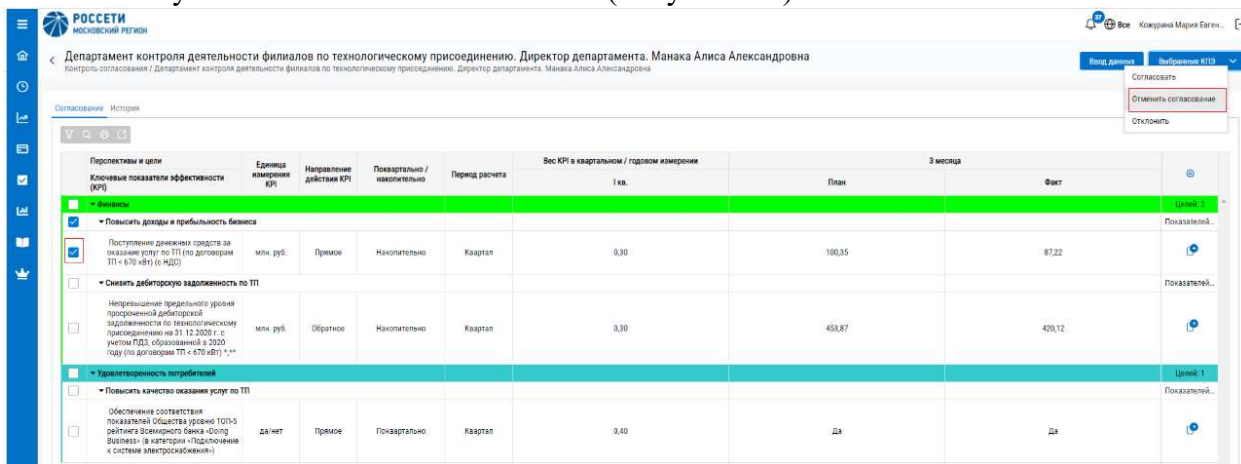 РОССЕТИ
МОСКОВСКИЙ РЕГИОН
37
Все
Кожурина Мария Евген...
Департамент контроля деятельности филиалов по технологическому присоединению. Директор департамента. Манака Алиса Александровна
Контроль согласования / Департамент контроля деятельности филиалов по технологическому присоединению. Директор департамента. Манака Алиса Александровна
Ввод данных
Выбранные КПЭ
Согласовать
Отменить согласование
Отклонить
Согласование История
Перспективы и цели
Ключевые показатели эффективности (KPI)
Единица измерения KPI
Направление действия KPI
Поквартально / накопительно
Период расчета
Вес KPI в квартальном / годовом измерении
I кв.
3 месяца
План
Факт
Финансы
Целей: 2
Повысить доходы и прибыльность бизнеса
Показателей...
Поступление денежных средств за
оказание услуг по ТП (по договорам
ТП < 670 кВт) (с НДС)
млн. руб. Прямое Накопительно Квартал 0,30 100,35 87,22
Снизить дебиторскую задолженность по ТП
Показателей...
Непревышение предельного уровня
просроченной дебиторской
задолженности по технологическому
присоединению на 31.12.2020 г. с
учетом ПДЗ, образованной в 2020
году (по договорам ТП < 670 кВт) *,**
млн. руб. Обратное Накопительно Квартал 0,30 453,87 420,12
Удовлетворенность потребителей
Целей: 1
Повысить качество оказания услуг по ТП
Показателей...
Обеспечение соответствия
показателей Общества уровню ТОП-5
рейтинга Всемирного банка «Doing
Business» (в категории «Подключение
к системе электроснабжения»)
да/нет Прямое Поквартально Квартал 0,40 Да Да